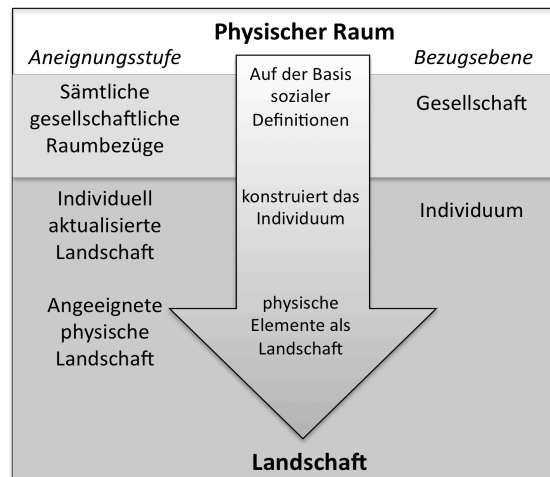 Physischer Raum
Aneignungsstufe
Bezugsebene
Auf der Basis
sozialer
Definitionen
Sämtliche
gesellschaftliche
Raumbezüge
Gesellschaft
Individuell
aktualisierte
Landschaft
konstruiert das
Individuum
Individuum
Angeeignete
physische
Landschaft
physische
Elemente als
Landschaft
Landschaft